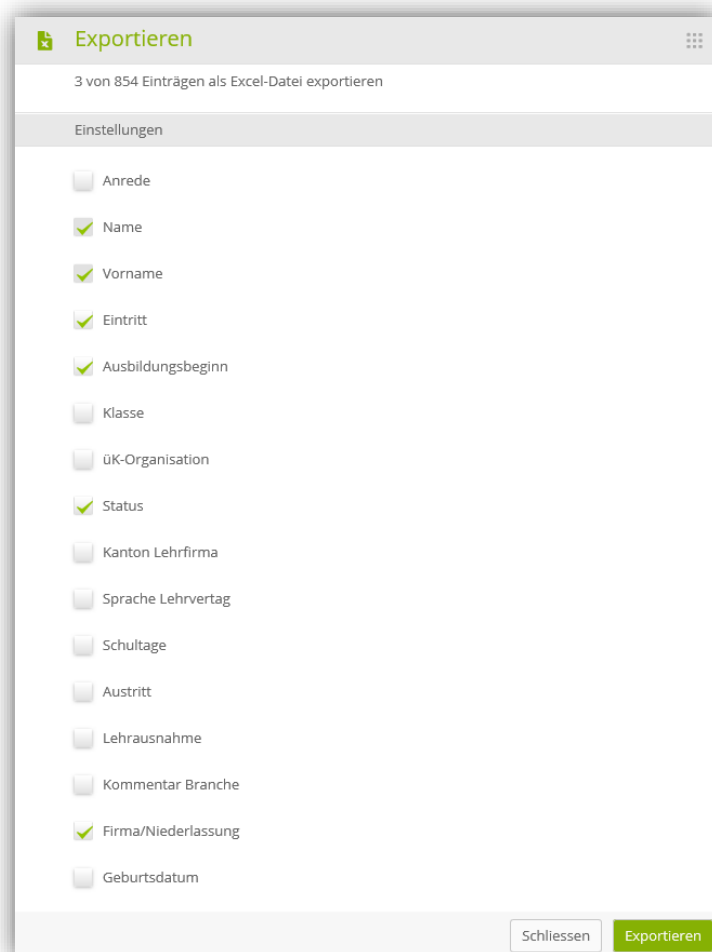 Exportieren
3 von 854 Einträgen als Excel-Datei exportieren
Einstellungen
Anrede
Name
Vorname
Eintritt
Ausbildungsbeginn
Klasse
üK-Organisation
Status
Kanton Lehrfirma
Sprache Lehrvertag
Schultage
Austritt
Lehrausnahme
Kommentar Branche
Firma/Niederlassung
Geburtsdatum
Schliessen Exportieren